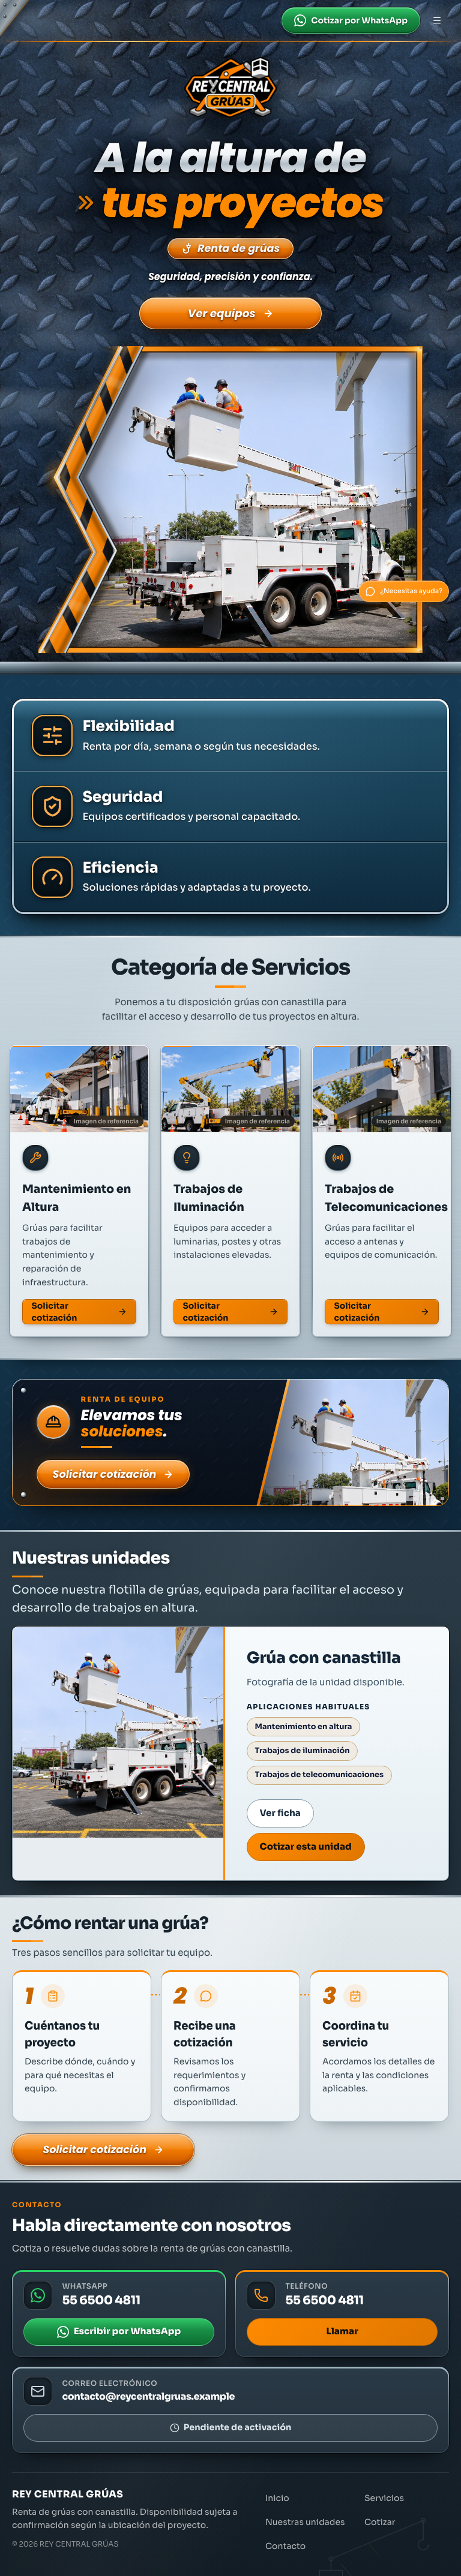 Cotizar por WhatsApp
REY CENTRAL
GRÚAS
A la altura de
tus proyectos
Renta de grúas
Seguridad, precisión y confianza.
Ver equipos
¿Necesitas ayuda?
Flexibilidad
Renta por día, semana o según tus necesidades.
Seguridad
Equipos certificados y personal capacitado.
Eficiencia
Soluciones rápidas y adaptadas a tu proyecto.
Categoría de Servicios
Ponemos a tu disposición grúas con canastilla para
facilitar el acceso y desarrollo de tus proyectos en altura.
Imagen de referencia
Mantenimiento en
Altura
Grúas para facilitar
trabajos de
mantenimiento y
reparación de
infraestructura.
Solicitar
cotización
Imagen de referencia
Trabajos de
Iluminación
Equipos para acceder a
luminarias, postes y otras
instalaciones elevadas.
Solicitar
cotización
Imagen de referencia
Trabajos de
Telecomunicaciones
Grúas para facilitar el
acceso a antenas y
equipos de comunicación.
Solicitar
cotización
RENTA DE EQUIPO
Elevamos tus
soluciones.
Solicitar cotización
Nuestras unidades
Conoce nuestra flotilla de grúas, equipada para facilitar el acceso y
desarrollo de trabajos en altura.
Grúa con canastilla
Fotografía de la unidad disponible.
APLICACIONES HABITUALES
Mantenimiento en altura
Trabajos de iluminación
Trabajos de telecomunicaciones
Ver ficha
Cotizar esta unidad
¿Cómo rentar una grúa?
Tres pasos sencillos para solicitar tu equipo.
1
Cuéntanos tu
proyecto
Describe dónde, cuándo y
para qué necesitas el
equipo.
2
Recibe una
cotización
Revisamos los
requerimientos y
confirmamos
disponibilidad.
3
Coordina tu
servicio
Acordamos los detalles de
la renta y las condiciones
aplicables.
Solicitar cotización
CONTACTO
Habla directamente con nosotros
Cotiza o resuelve dudas sobre la renta de grúas con canastilla.
WHATSAPP
55 6500 4811
Escribir por WhatsApp
TELÉFONO
55 6500 4811
Llamar
CORREO ELECTRÓNICO
contacto@reycentralgruas.example
Pendiente de activación
REY CENTRAL GRÚAS
Renta de grúas con canastilla. Disponibilidad sujeta a
confirmación según la ubicación del proyecto.
© 2026 REY CENTRAL GRÚAS
Inicio
Servicios
Nuestras unidades
Cotizar
Contacto